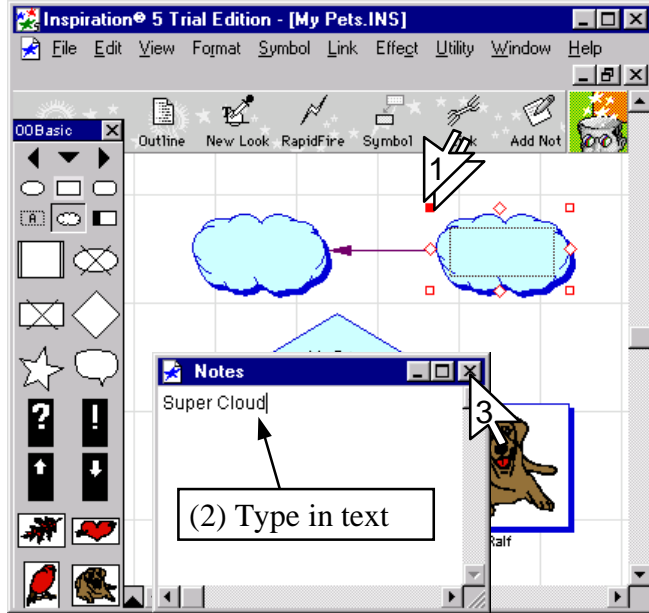 Inspiration® 5 Trial Edition - [My Pets.INS]
File Edit View Format Symbol Link Effect Utility Window Help
00Basic
Outline New Look RapidFire Symbol Add Not
A
1
? !
Notes
Super Cloud
3
(2) Type in text
Ralf